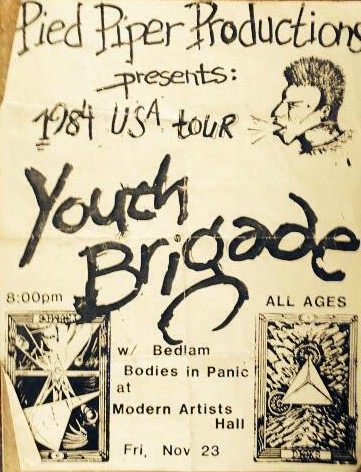 Pied Piper Productions
presents:
1984 USA TOUR
Youth
Brigade
8:00pm
ALL AGES
w/ Bedlam
Bodies in Panic
at
Modern Artists
Hall
Fri, Nov 23